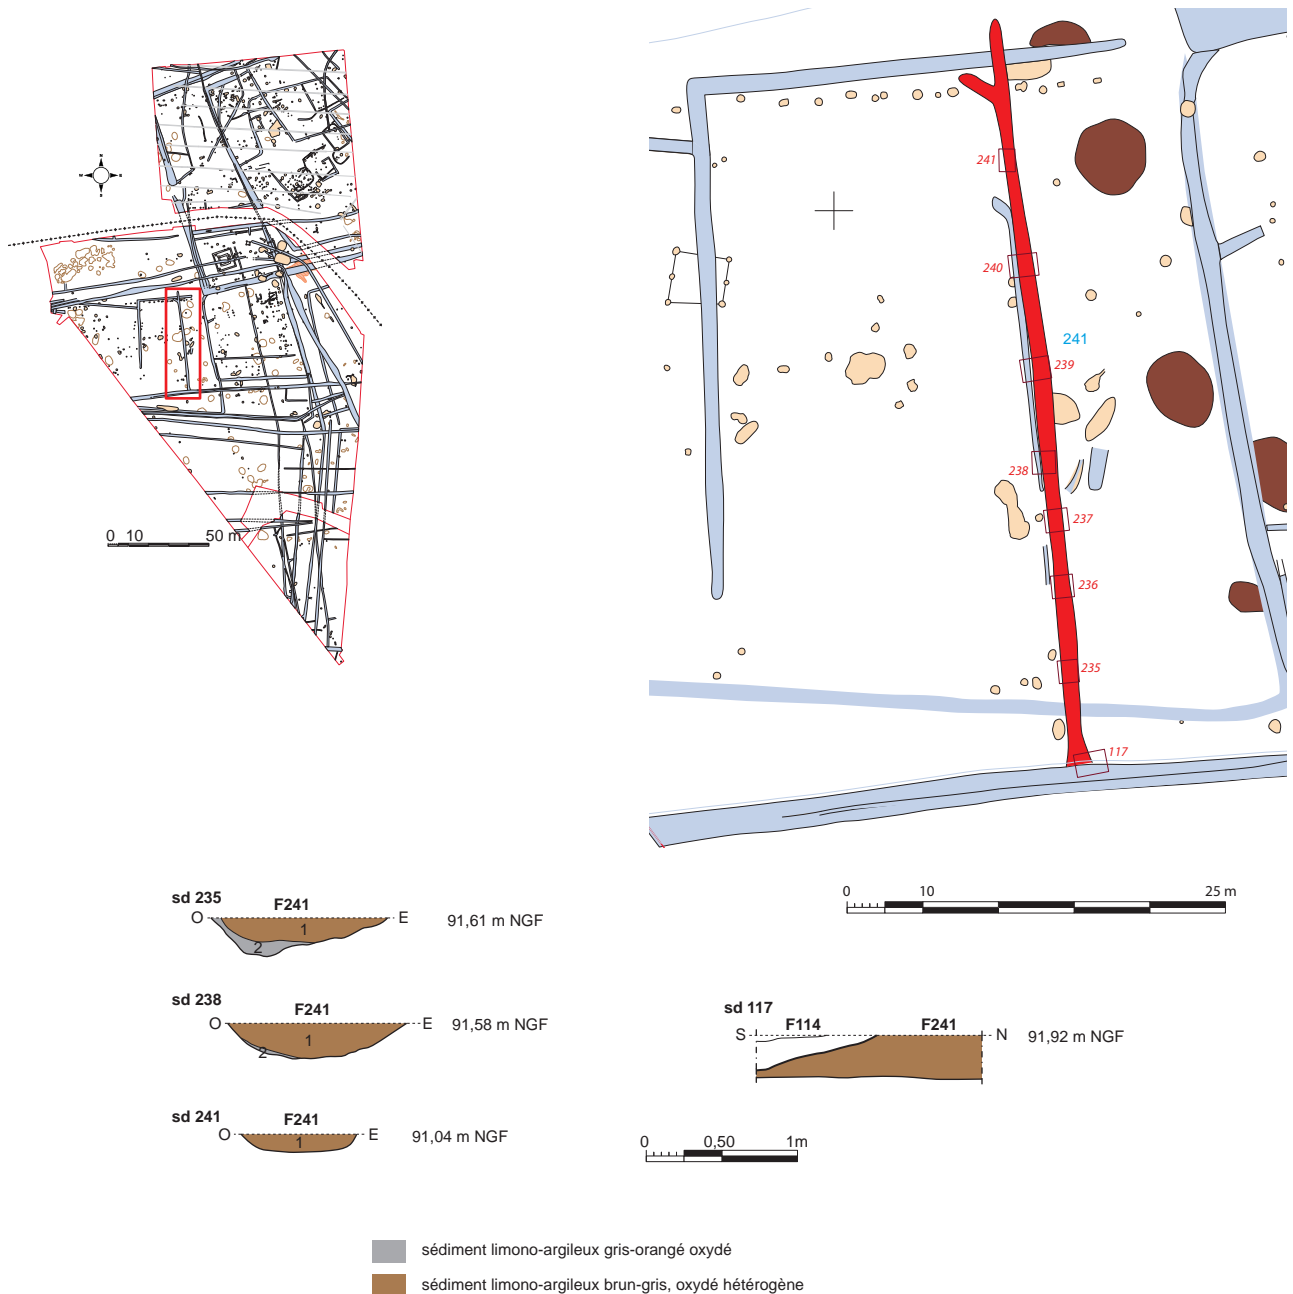 N
W
E
S
0 10 50 m
241
240
241
239
238
237
236
235
117
0 10 25 m
sd 235
F241
O E 91,61 m NGF
1
2
sd 238
F241
O E 91,58 m NGF
1
2
sd 241
F241
O E 91,04 m NGF
1
sd 117
F114 F241
S N 91,92 m NGF
0 0,50 1m
sédiment limono-argileux gris-orangé oxydé
sédiment limono-argileux brun-gris, oxydé hétérogène